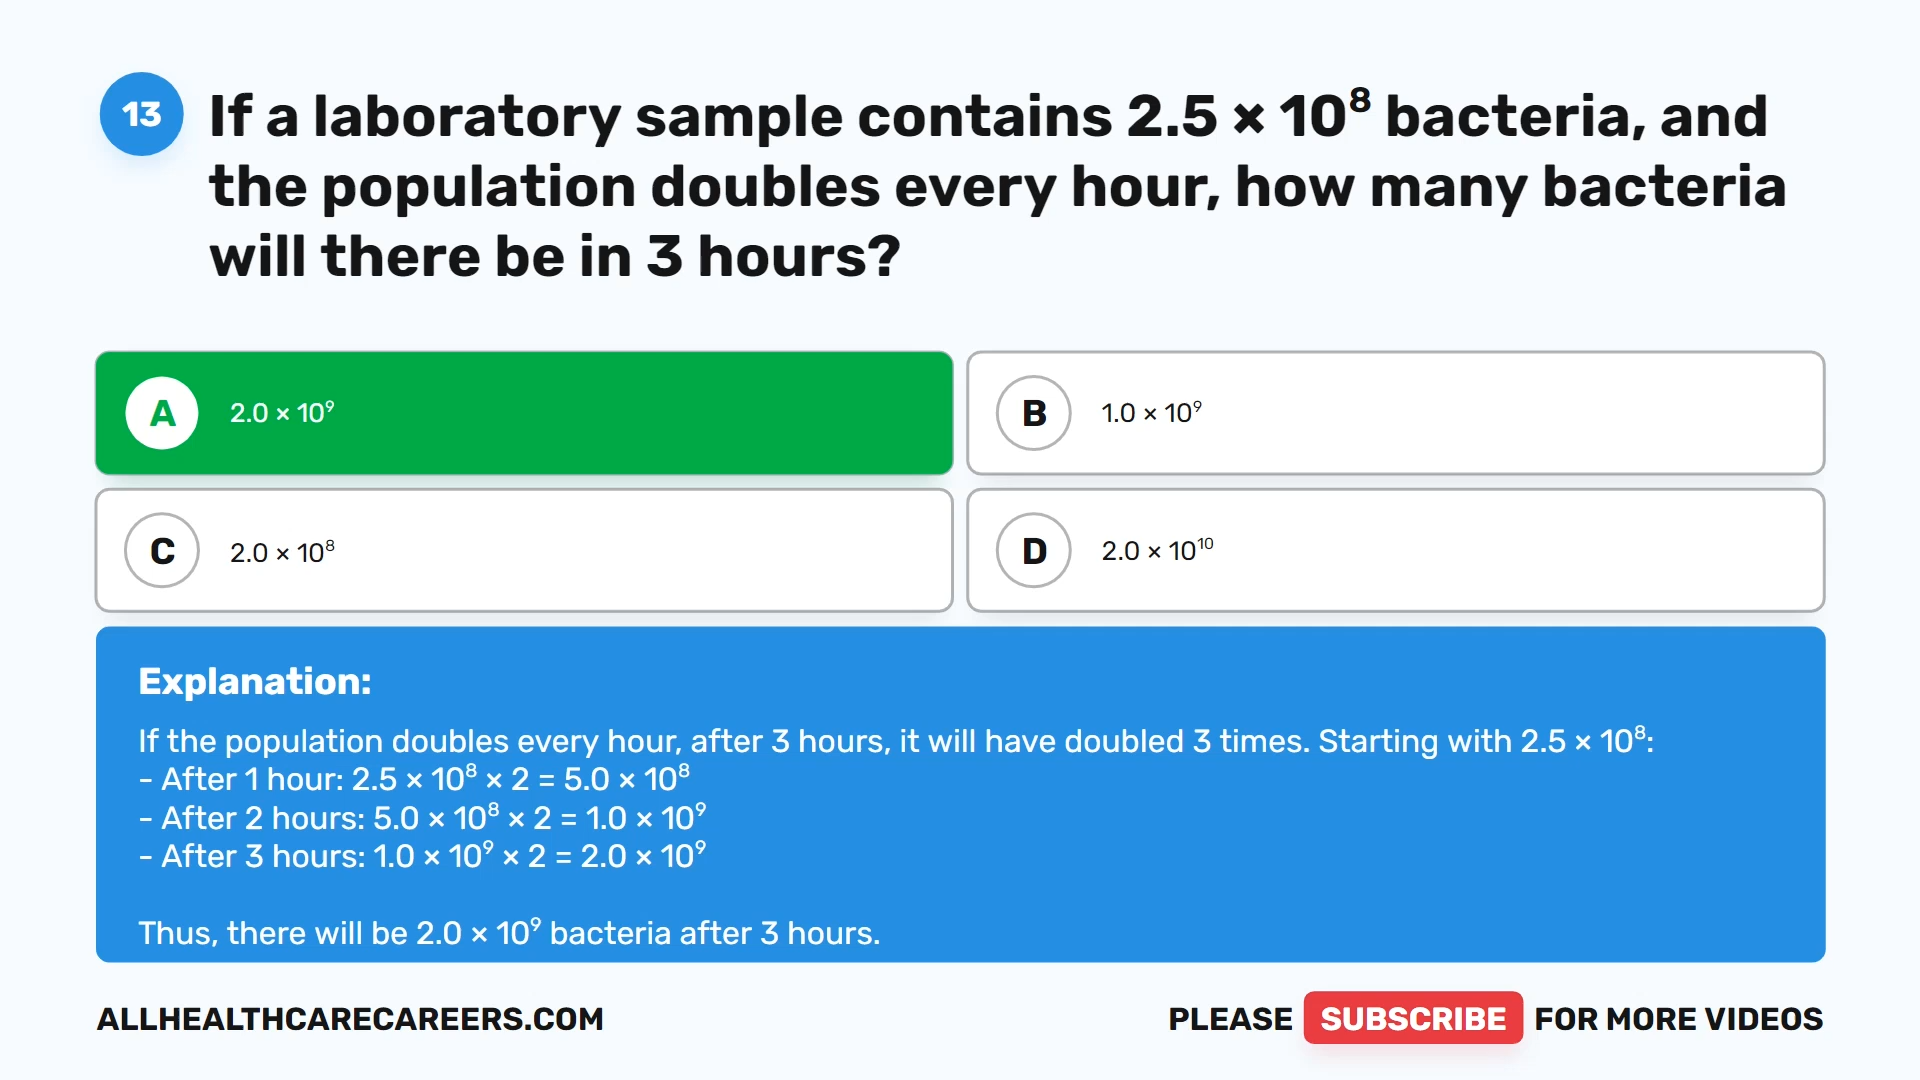 13
If a laboratory sample contains 2.5 × 10⁸ bacteria, and
the population doubles every hour, how many bacteria
will there be in 3 hours?
A 2.0 × 10⁹
B 1.0 × 10⁹
C 2.0 × 10⁸
D 2.0 × 10¹⁰
Explanation:
If the population doubles every hour, after 3 hours, it will have doubled 3 times. Starting with 2.5 × 10⁸:
- After 1 hour: 2.5 × 10⁸ × 2 = 5.0 × 10⁸
- After 2 hours: 5.0 × 10⁸ × 2 = 1.0 × 10⁹
- After 3 hours: 1.0 × 10⁹ × 2 = 2.0 × 10⁹
Thus, there will be 2.0 × 10⁹ bacteria after 3 hours.
ALLHEALTHCARECAREERS.COM
PLEASE SUBSCRIBE FOR MORE VIDEOS